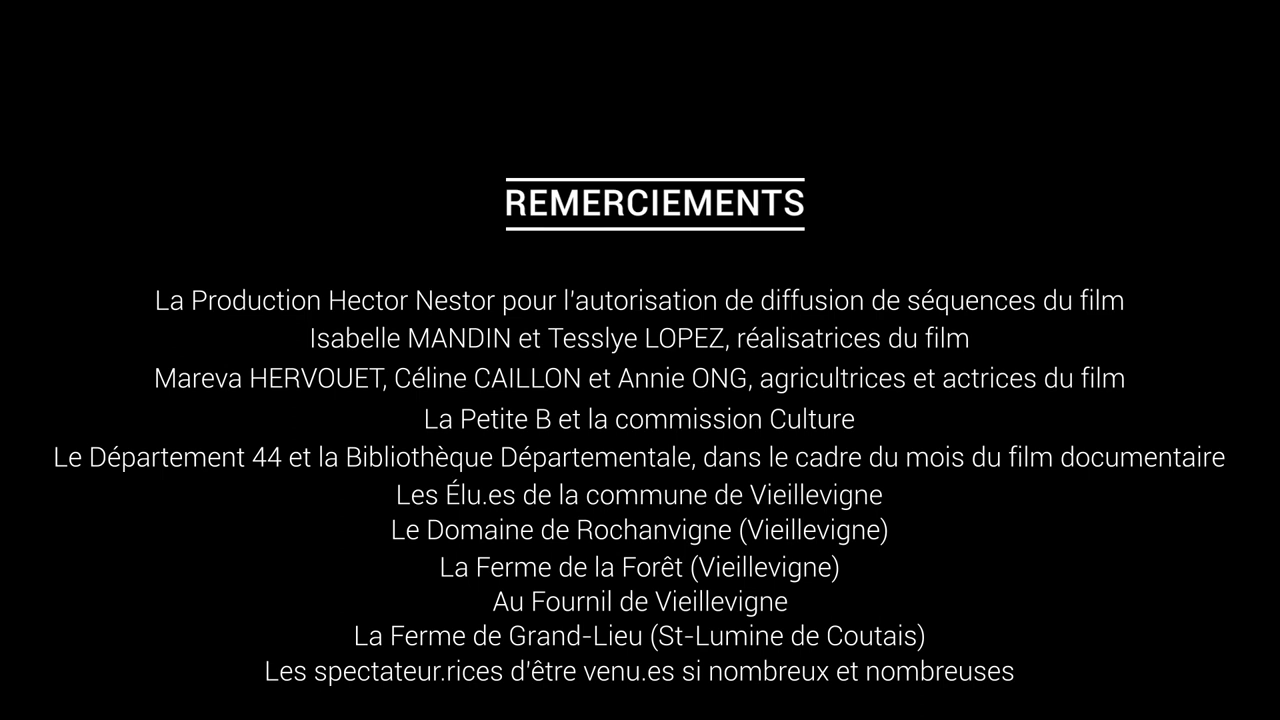 REMERCIEMENTS
La Production Hector Nestor pour l'autorisation de diffusion de séquences du film
Isabelle MANDIN et Tesslye LOPEZ, réalisatrices du film
Mareva HERVOUET, Céline CAILLON et Annie ONG, agricultrices et actrices du film
La Petite B et la commission Culture
Le Département 44 et la Bibliothèque Départementale, dans le cadre du mois du film documentaire
Les Élu.es de la commune de Vieillevigne
Le Domaine de Rochanvigne (Vieillevigne)
La Ferme de la Forêt (Vieillevigne)
Au Fournil de Vieillevigne
La Ferme de Grand-Lieu (St-Lumine de Coutais)
Les spectateur.rices d'être venu.es si nombreux et nombreuses